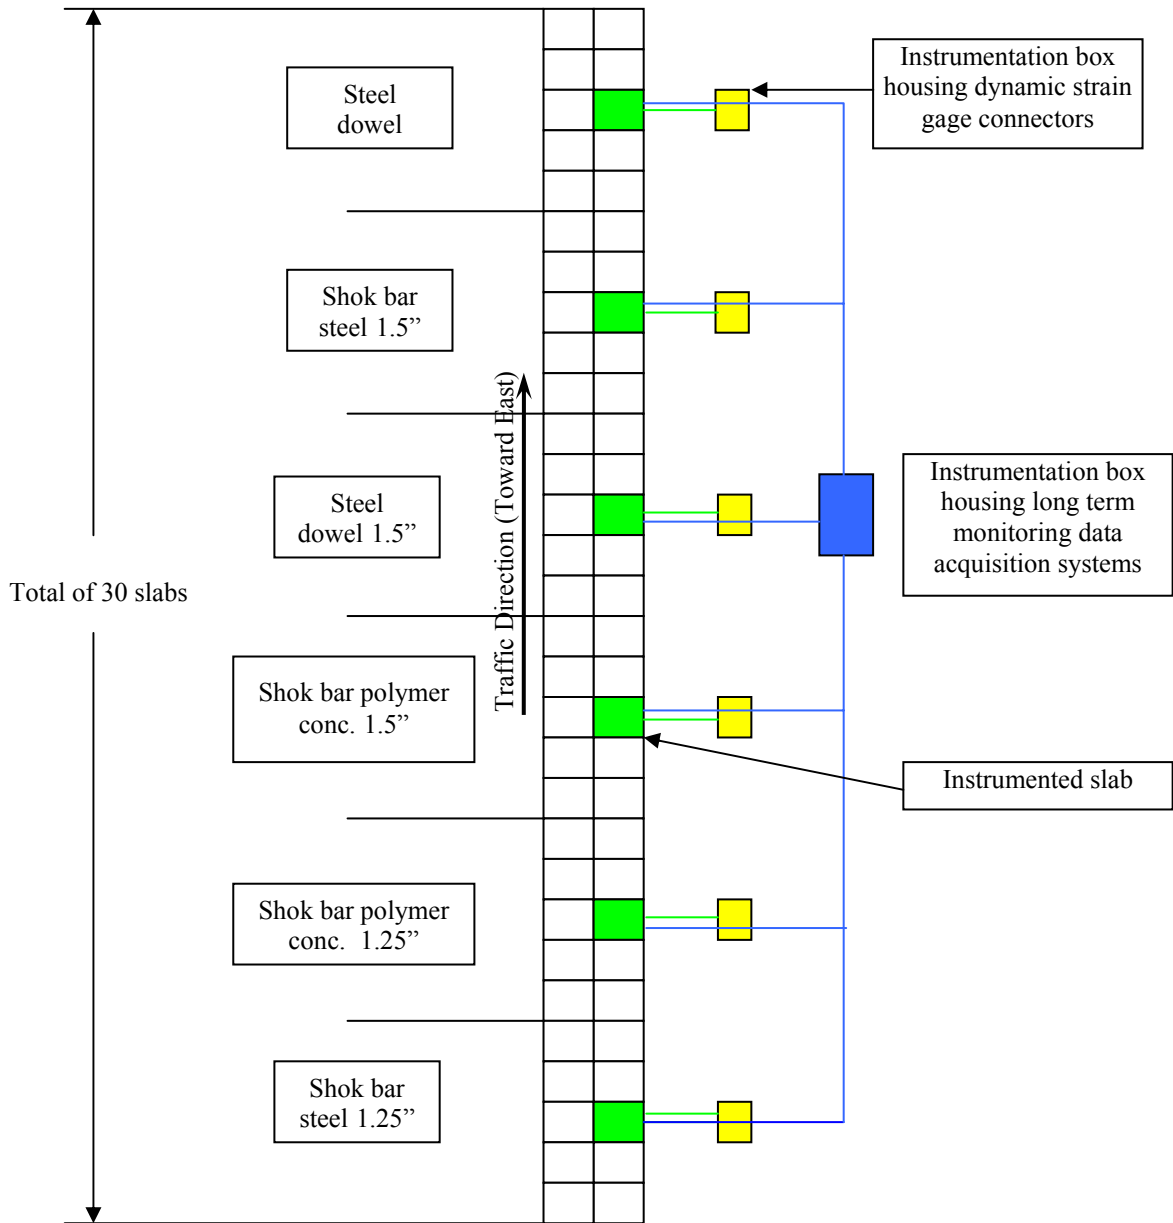 Steel
dowel
Instrumentation box
housing dynamic strain
gage connectors
Shok bar
steel 1.5”
Traffic Direction (Toward East)
Steel
dowel 1.5”
Instrumentation box
housing long term
monitoring data
acquisition systems
Total of 30 slabs
Shok bar polymer
conc. 1.5”
Instrumented slab
Shok bar polymer
conc.  1.25”
Shok bar
steel 1.25”